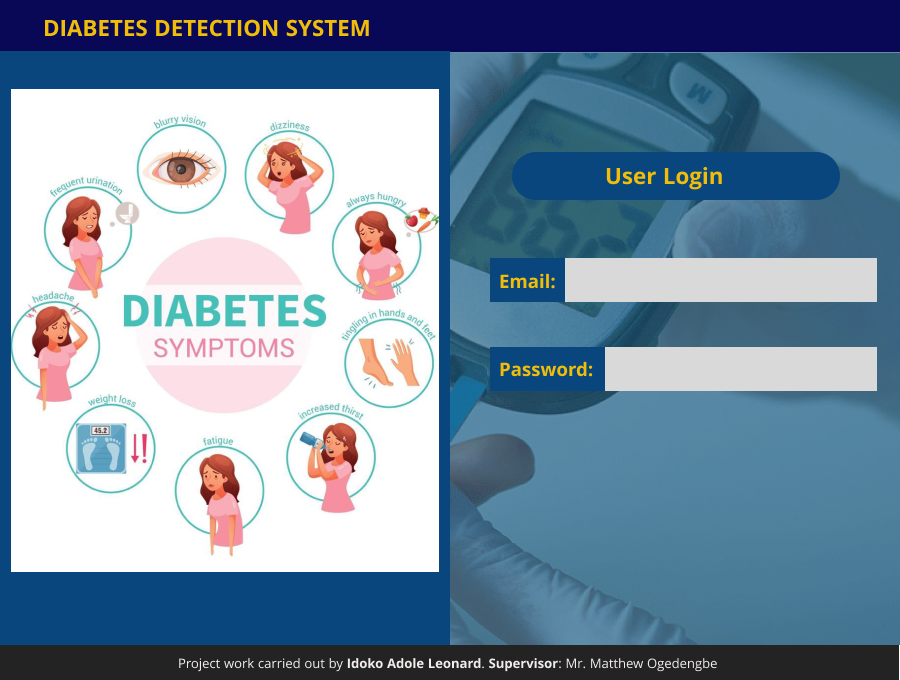 DIABETES DETECTION SYSTEM
blurry vision
dizziness
frequent urination
always hungry
headache
DIABETES
SYMPTOMS
tingling in hands and feet
weight loss
45.2
increased thirst
fatigue
User Login
Email:
Password:
M
Project work carried out by Idoko Adole Leonard. Supervisor: Mr. Matthew Ogedengbe